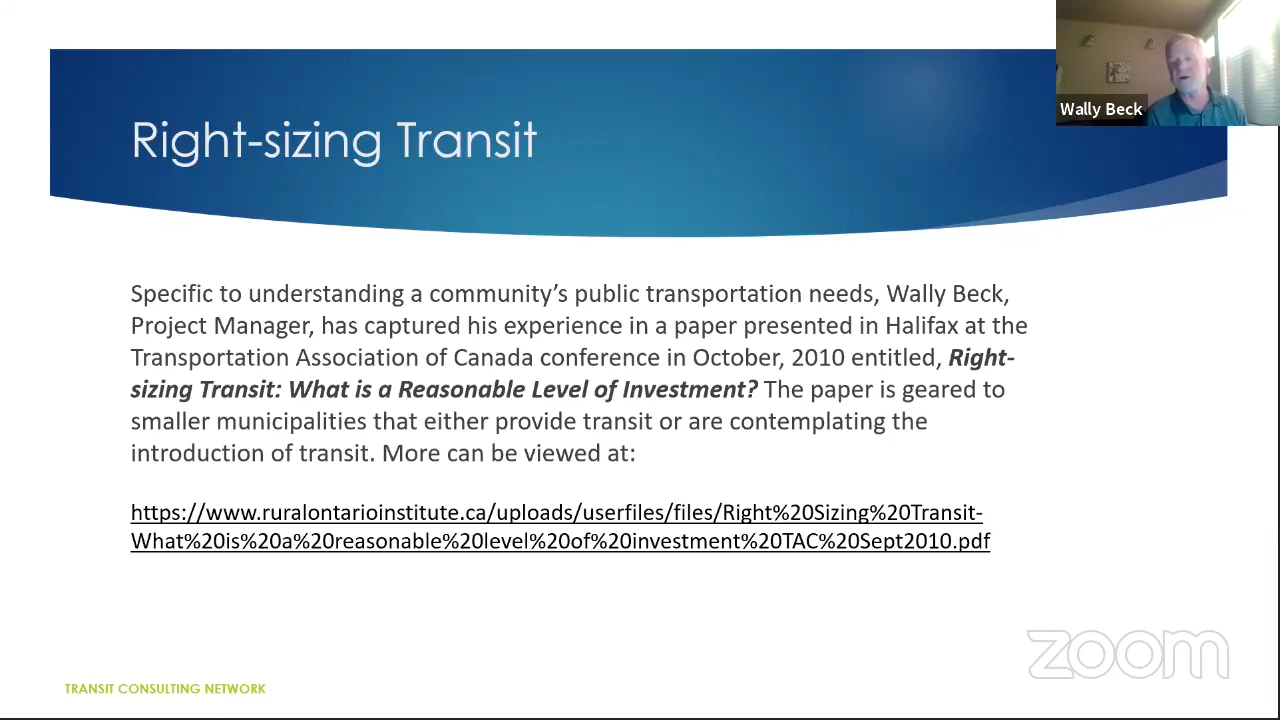 Wally Beck
Right-sizing Transit
Specific to understanding a community’s public transportation needs, Wally Beck,
Project Manager, has captured his experience in a paper presented in Halifax at the
Transportation Association of Canada conference in October, 2010 entitled, Right-
sizing Transit: What is a Reasonable Level of Investment? The paper is geared to
smaller municipalities that either provide transit or are contemplating the
introduction of transit. More can be viewed at:
https://www.ruralontarioinstitute.ca/uploads/userfiles/files/Right%20Sizing%20Transit-
What%20is%20a%20reasonable%20level%20of%20investment%20TAC%20Sept2010.pdf
zoom
TRANSIT CONSULTING NETWORK